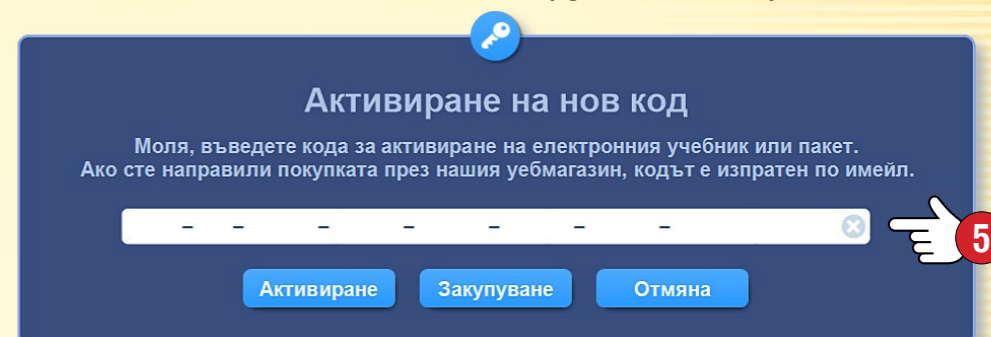 Активиране на нов код
Моля, въведете кода за активиране на електронния учебник или пакет.
Ако сте направили покупката през нашия уебмагазин, кодът е изпратен по имейл.
– – – – – – –
5
Активиране Закупуване Отмяна